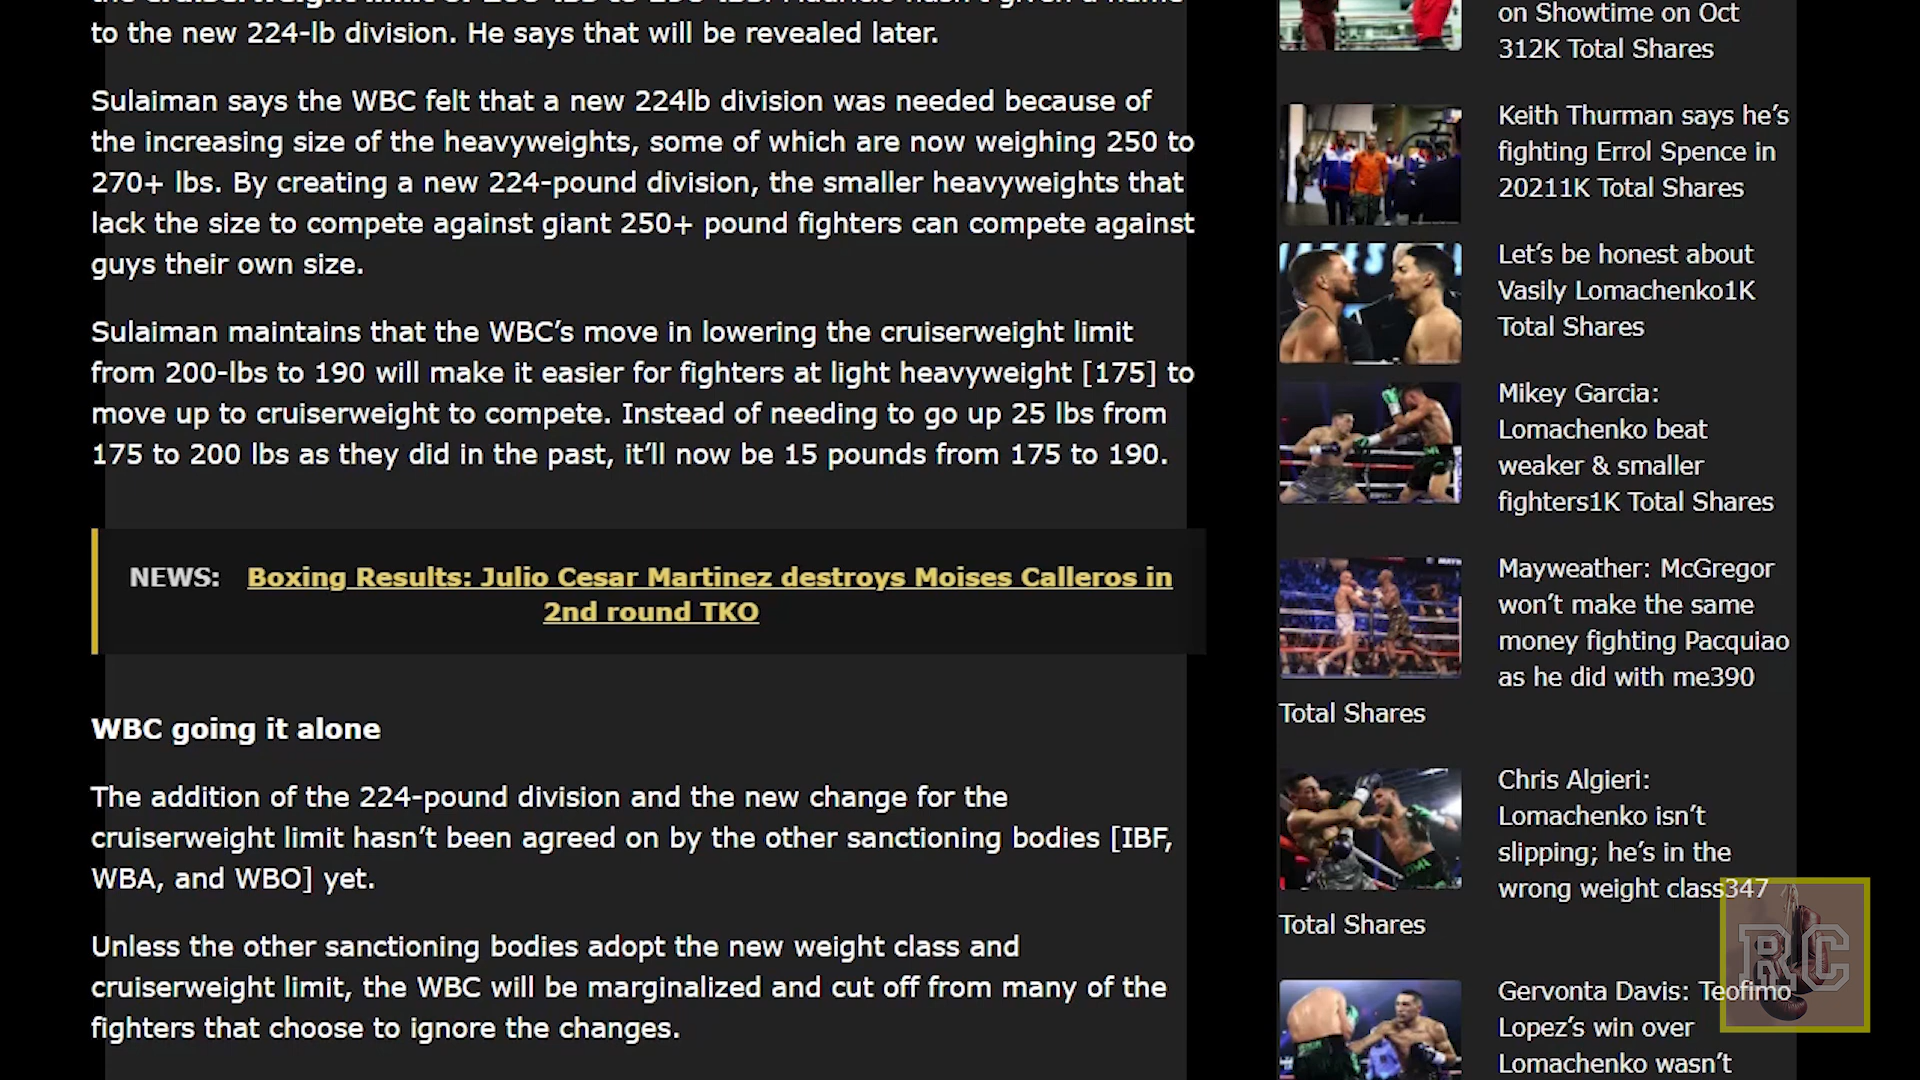 to the new 224-lb division. He says that will be revealed later.
Sulaiman says the WBC felt that a new 224lb division was needed because of
the increasing size of the heavyweights, some of which are now weighing 250 to
270+ lbs. By creating a new 224-pound division, the smaller heavyweights that
lack the size to compete against giant 250+ pound fighters can compete against
guys their own size.
Sulaiman maintains that the WBC’s move in lowering the cruiserweight limit
from 200-lbs to 190 will make it easier for fighters at light heavyweight [175] to
move up to cruiserweight to compete. Instead of needing to go up 25 lbs from
175 to 200 lbs as they did in the past, it’ll now be 15 pounds from 175 to 190.
NEWS: Boxing Results: Julio Cesar Martinez destroys Moises Calleros in
2nd round TKO
WBC going it alone
The addition of the 224-pound division and the new change for the
cruiserweight limit hasn’t been agreed on by the other sanctioning bodies [IBF,
WBA, and WBO] yet.
Unless the other sanctioning bodies adopt the new weight class and
cruiserweight limit, the WBC will be marginalized and cut off from many of the
fighters that choose to ignore the changes.
on Showtime on Oct
312K Total Shares
Keith Thurman says he’s
fighting Errol Spence in
20211K Total Shares
Let’s be honest about
Vasily Lomachenko1K
Total Shares
Mikey Garcia:
Lomachenko beat
weaker & smaller
fighters1K Total Shares
Mayweather: McGregor
won’t make the same
money fighting Pacquiao
as he did with me390
Total Shares
Chris Algieri:
Lomachenko isn’t
slipping; he’s in the
wrong weight class347
Total Shares
Gervonta Davis: Teofimo
Lopez’s win over
Lomachenko wasn’t
RC